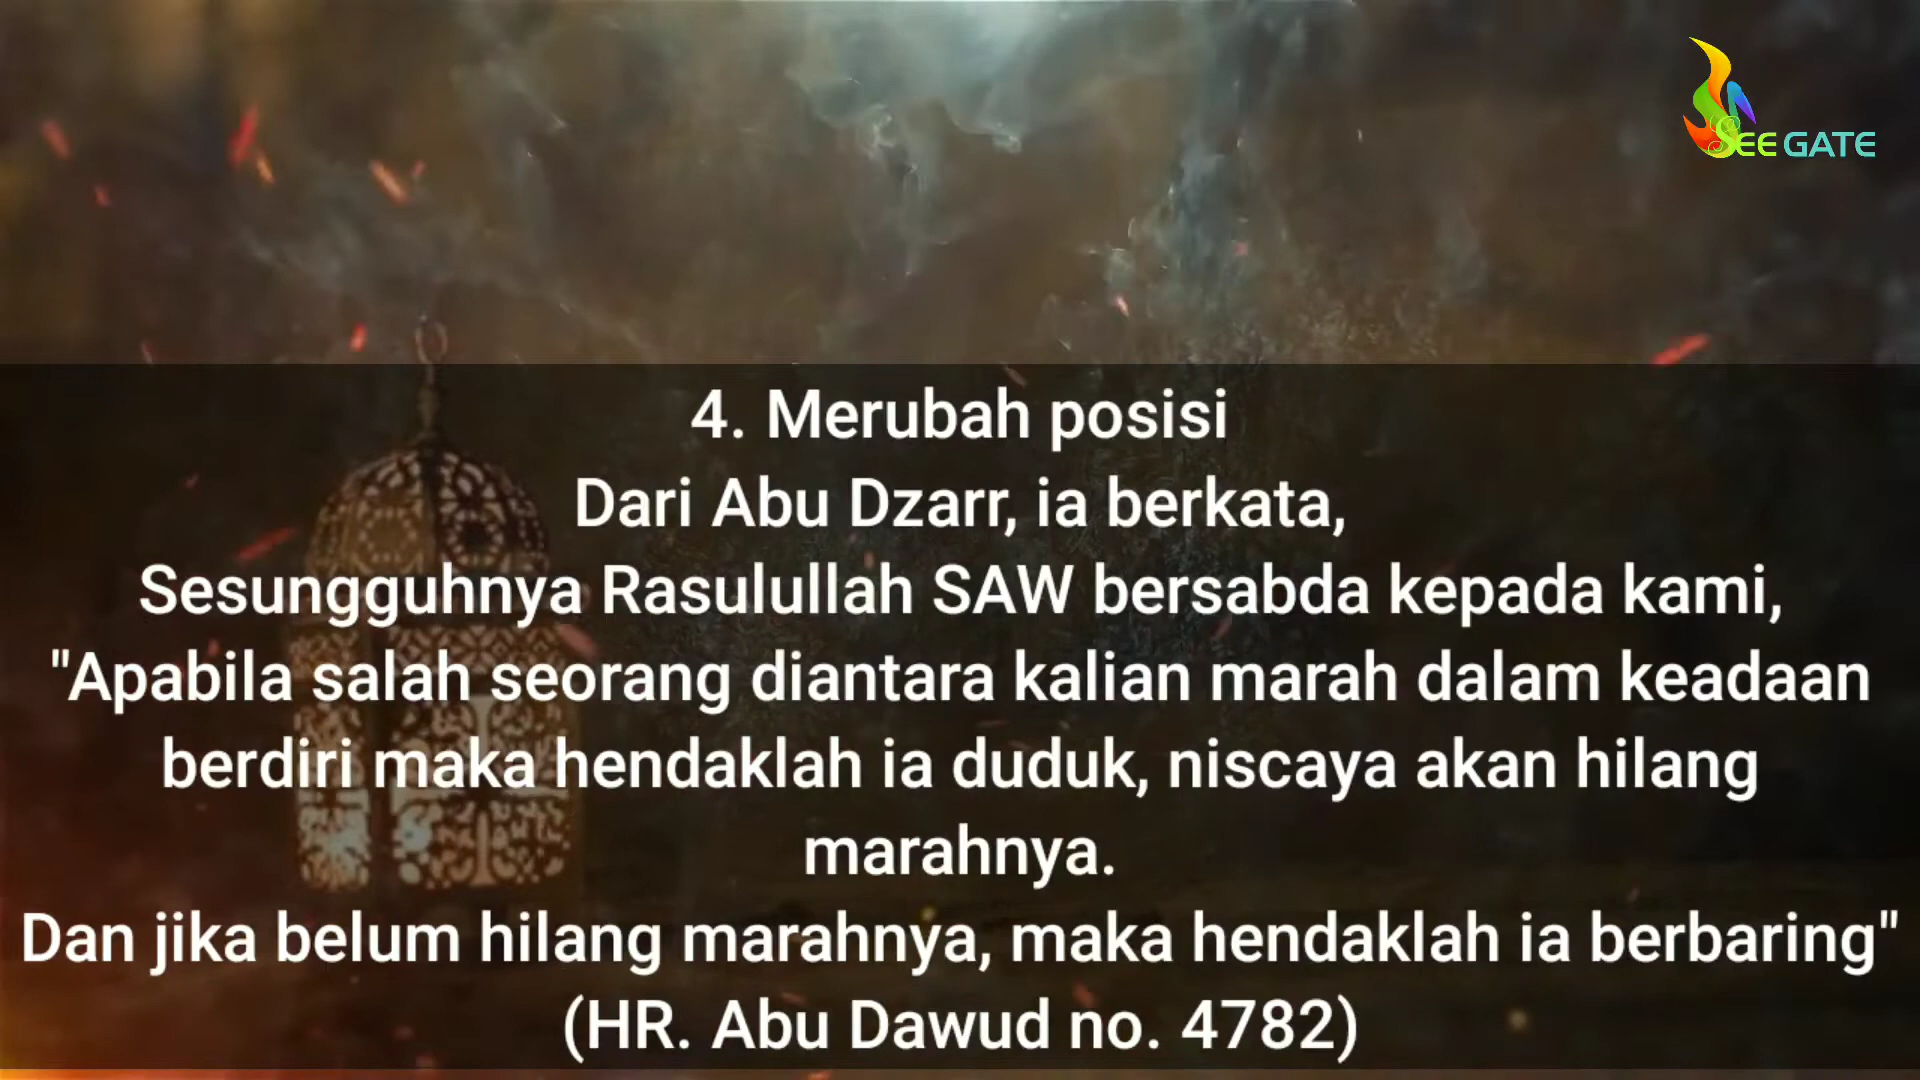 SEE GATE
4. Merubah posisi
Dari Abu Dzarr, ia berkata,
Sesungguhnya Rasulullah SAW bersabda kepada kami,
"Apabila salah seorang diantara kalian marah dalam keadaan
berdiri maka hendaklah ia duduk, niscaya akan hilang
marahnya.
Dan jika belum hilang marahnya, maka hendaklah ia berbaring"
(HR. Abu Dawud no. 4782)